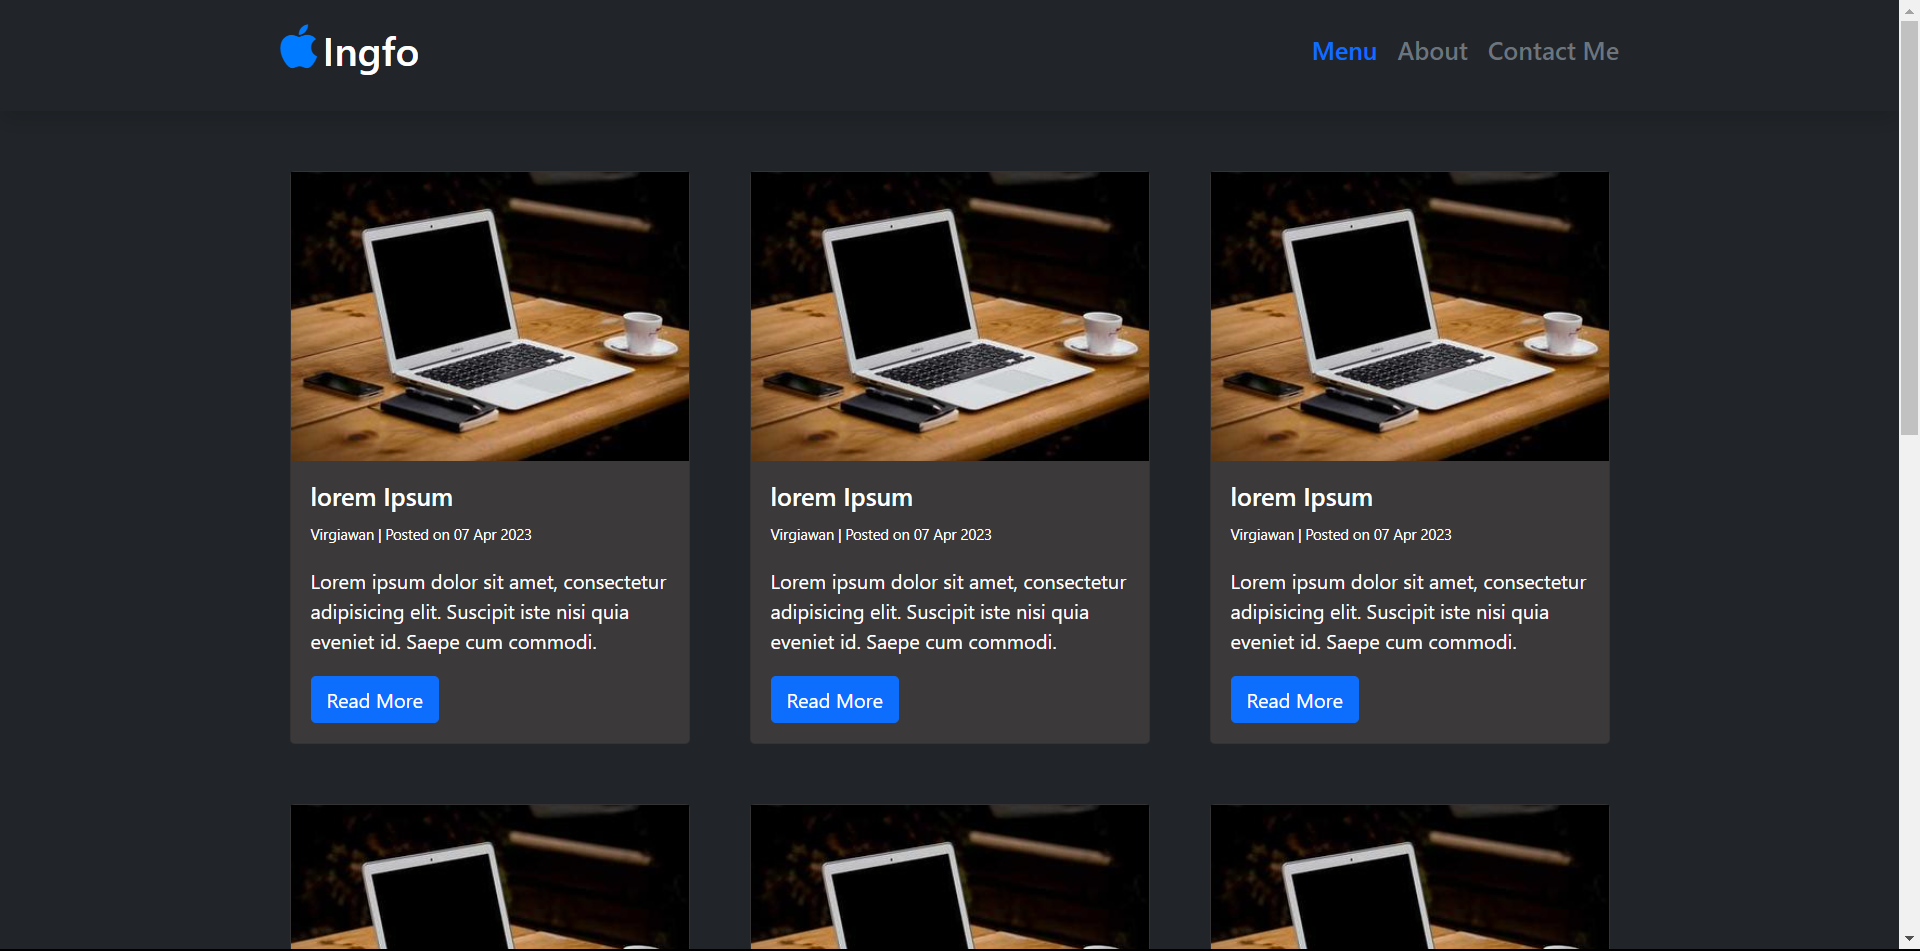 Ingfo
Menu About Contact Me
lorem Ipsum
Virgiawan | Posted on 07 Apr 2023
Lorem ipsum dolor sit amet, consectetur
adipisicing elit. Suscipit iste nisi quia
eveniet id. Saepe cum commodi.
Read More
lorem Ipsum
Virgiawan | Posted on 07 Apr 2023
Lorem ipsum dolor sit amet, consectetur
adipisicing elit. Suscipit iste nisi quia
eveniet id. Saepe cum commodi.
Read More
lorem Ipsum
Virgiawan | Posted on 07 Apr 2023
Lorem ipsum dolor sit amet, consectetur
adipisicing elit. Suscipit iste nisi quia
eveniet id. Saepe cum commodi.
Read More